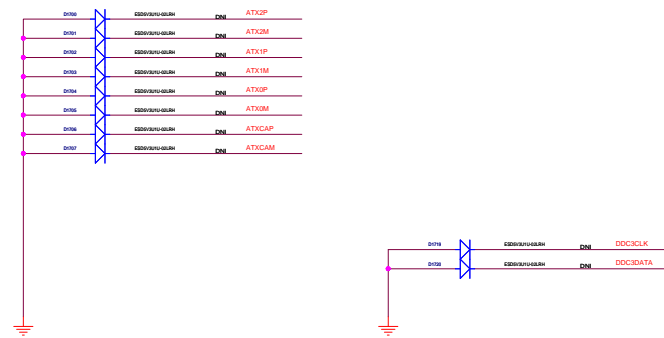 D1700 ESD5V3U1U-02LRH DNI ATX2P
D1701 ESD5V3U1U-02LRH DNI ATX2M
D1702 ESD5V3U1U-02LRH DNI ATX1P
D1703 ESD5V3U1U-02LRH DNI ATX1M
D1704 ESD5V3U1U-02LRH DNI ATX0P
D1705 ESD5V3U1U-02LRH DNI ATX0M
D1706 ESD5V3U1U-02LRH DNI ATXCAP
D1707 ESD5V3U1U-02LRH DNI ATXCAM
D1719 ESD5V3U1U-02LRH DNI DDC3CLK
D1720 ESD5V3U1U-02LRH DNI DDC3DATA